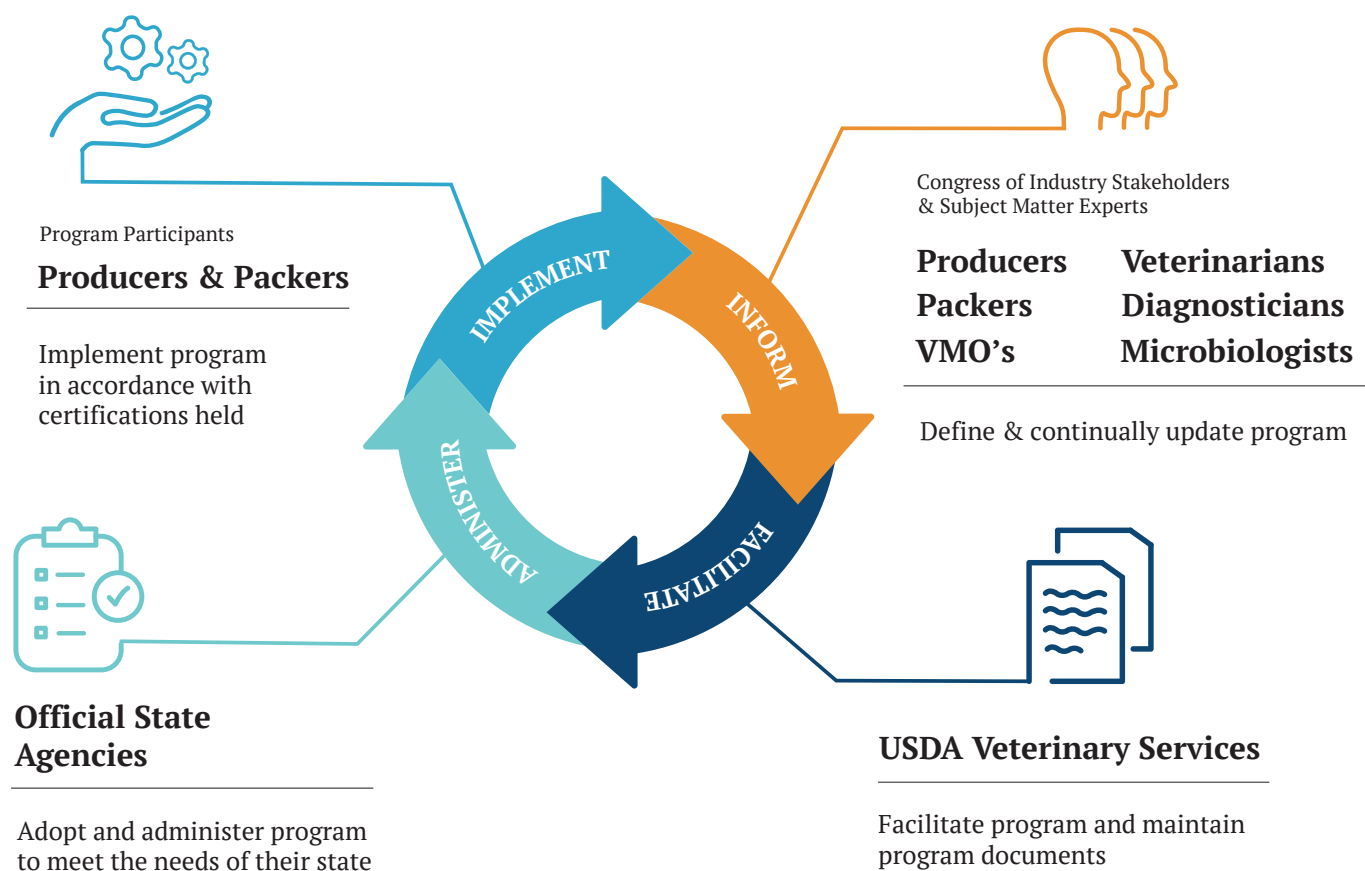 IMPLEMENT
INFORM
FACILITATE
ADMINISTER
Program Participants
Producers & Packers
Implement program
in accordance with
certifications held
Congress of Industry Stakeholders
& Subject Matter Experts
Producers Veterinarians
Packers Diagnosticians
VMO’s Microbiologists
Define & continually update program
Official State
Agencies
Adopt and administer program
to meet the needs of their state
USDA Veterinary Services
Facilitate program and maintain
program documents